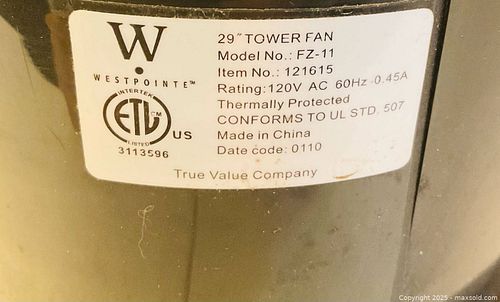 W
WESTPOINTE™
INTERTEK
ETL CM
LISTED
US
3113596
29" TOWER FAN
Model No.: FZ-11
Item No.: 121615
Rating: 120V AC 60Hz 0.45A
Thermally Protected
CONFORMS TO UL STD. 507
Made in China
Date code: 0110
True Value Company
Copyright 2025 - maxsold.com